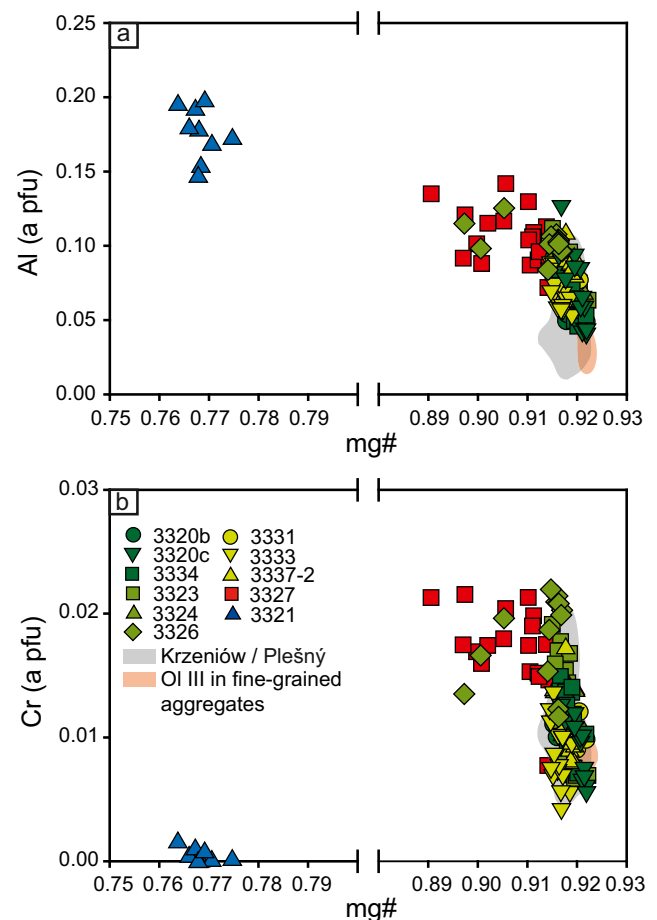 a
0.25
0.20
0.15
0.10
0.05
0.00
Al (a pfu)
0.75 0.76 0.77 0.78 0.79 0.89 0.90 0.91 0.92 0.93
mg#
b
0.03
0.02
0.01
0.00
Cr (a pfu)
3320b 3331
3320c 3333
3334 3337-2
3323 3327
3324 3321
3326
Krzeniów / Plešný
Ol III in fine-grained
aggregates
0.75 0.76 0.77 0.78 0.79 0.89 0.90 0.91 0.92 0.93
mg#